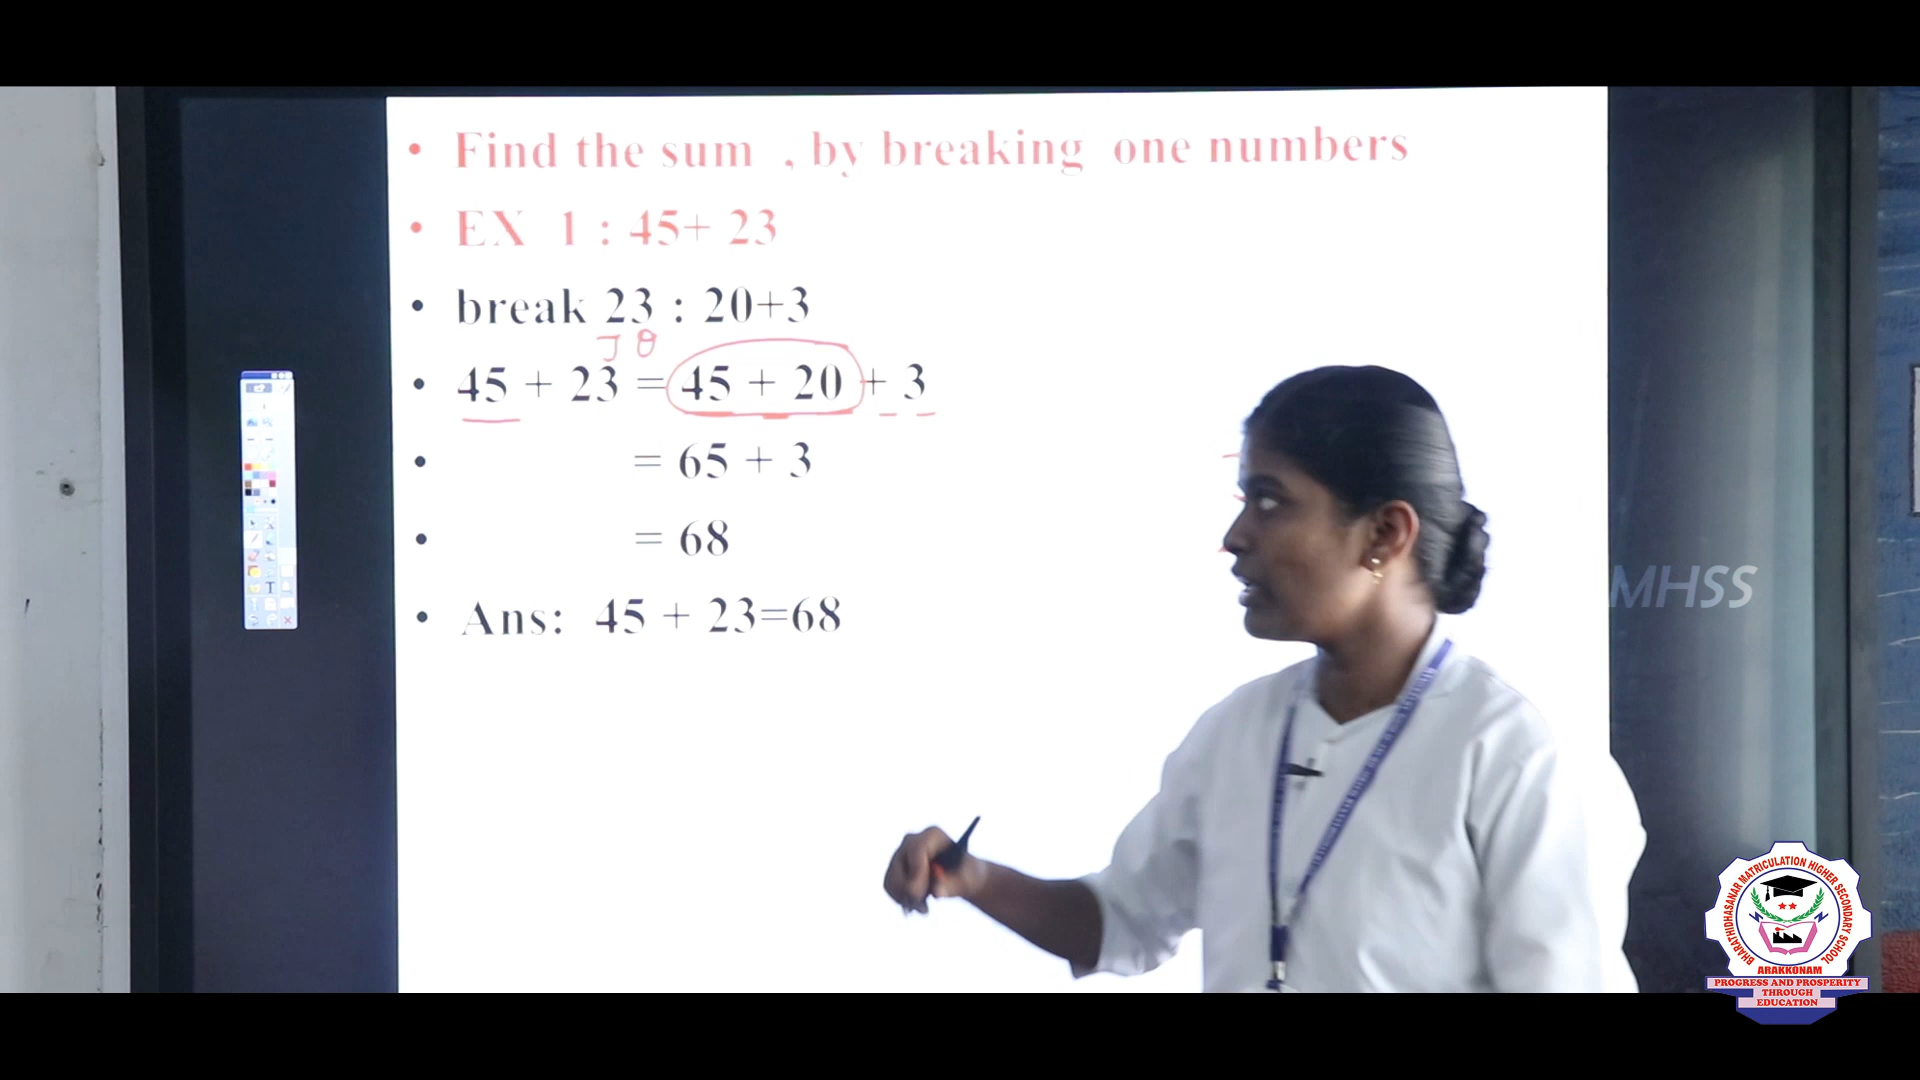 • Find the sum , by breaking one numbers
• EX 1 : 45+ 23
• break 23 : 20+3
T O
• 45 + 23 = 45 + 20 + 3
• = 65 + 3
• = 68
• Ans: 45 + 23=68
MHSS
BHARATHIDHASANAR MATRICULATION HIGHER SECONDARY SCHOOL
ARAKKONAM
PROGRESS AND PROSPERITY
THROUGH
EDUCATION